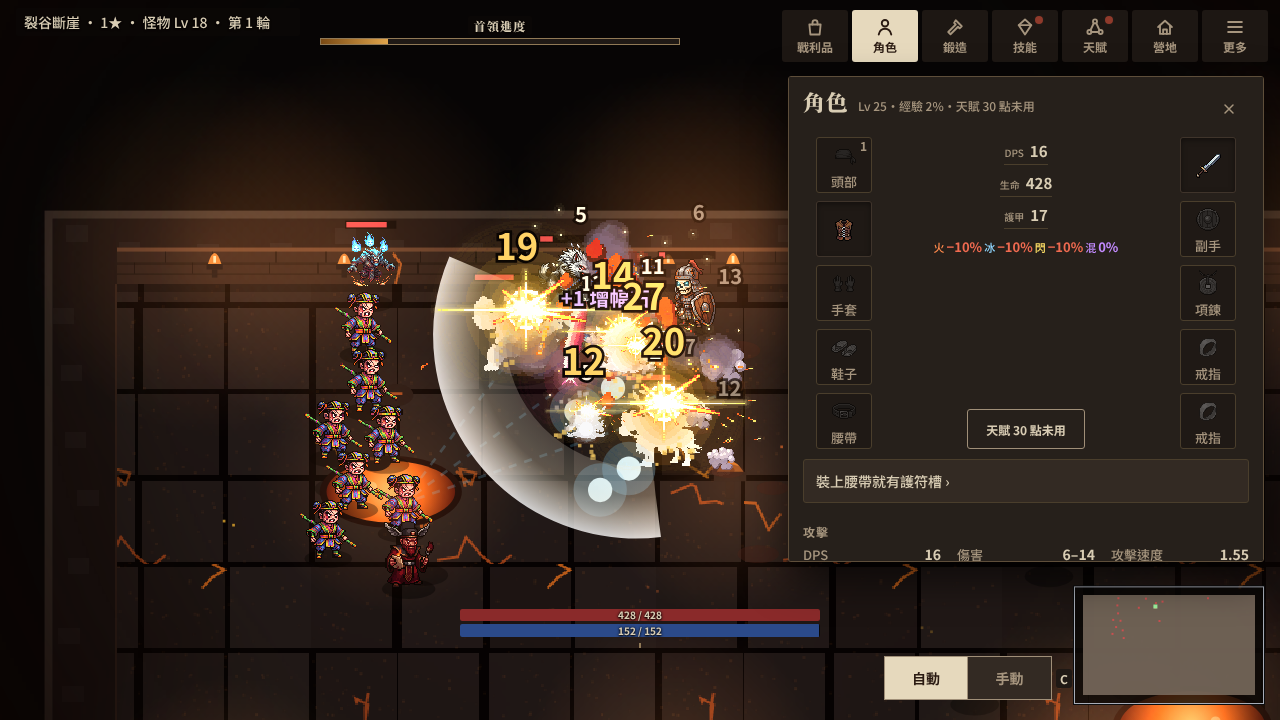 裂谷斷崖 ・ 1★ ・ 怪物 Lv 18 ・ 第 1 輪
首領進度
戰利品
角色
鍛造
技能
天賦
營地
更多
角色 Lv 25・經驗 2%・天賦 30 點未用
×
1
頭部
手套
鞋子
腰帶
DPS 16
生命 428
護甲 17
火 −10% 冰 −10% 閃 −10% 混 0%
天賦 30 點未用
副手
項鍊
戒指
戒指
裝上腰帶就有護符槽 ›
攻擊
DPS 16 傷害 6–14 攻擊速度 1.55
5
6
19
11
14
13
27
20
7
12
12
428 / 428
152 / 152
自動
手動
C